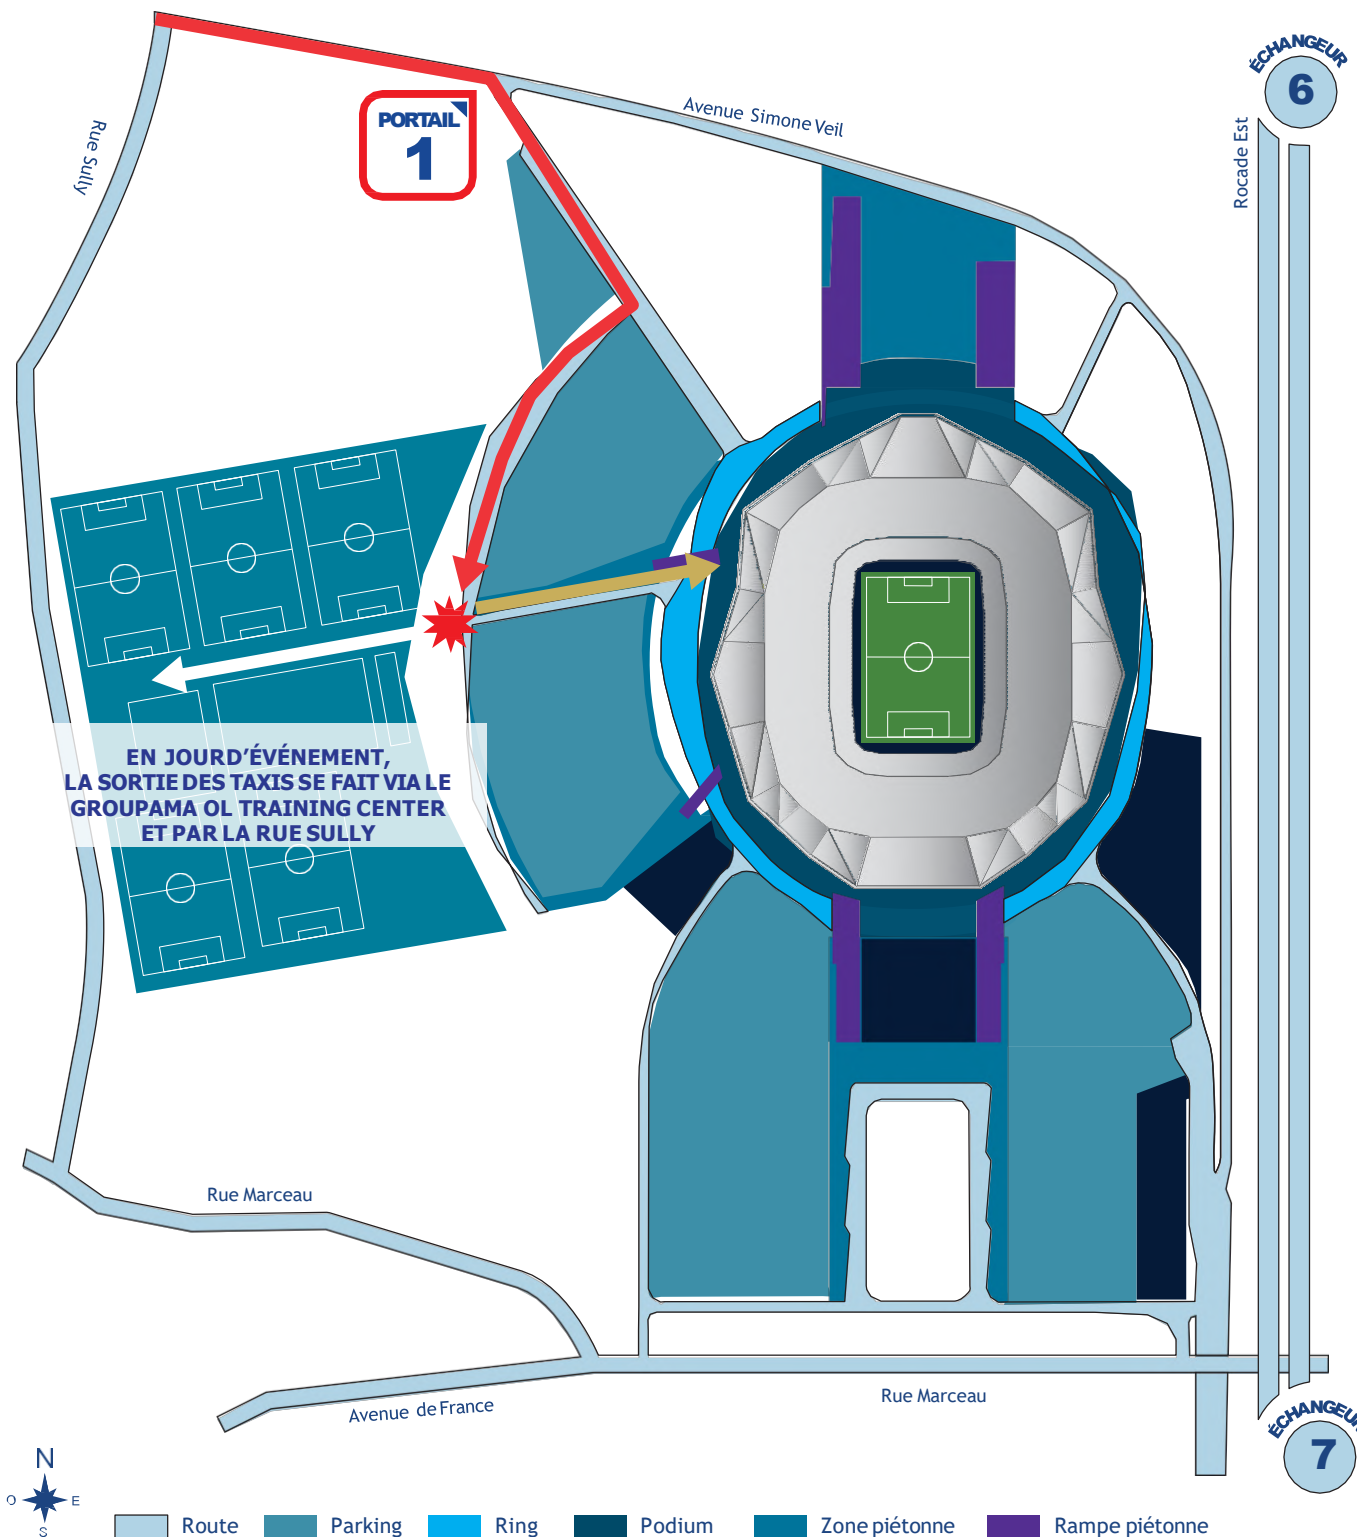 ÉCHANGEUR
6
Avenue Simone Veil
PORTAIL
1
Rue Sully
Rocade Est
EN JOURD'ÉVÉNEMENT,
LA SORTIE DES TAXIS SE FAIT VIA LE
GROUPAMA OL TRAINING CENTER
ET PAR LA RUE SULLY
Rue Marceau
Rue Marceau
Avenue de France
ÉCHANGEUR
7
N
O E
S
Route Parking Ring Podium Zone piétonne Rampe piétonne